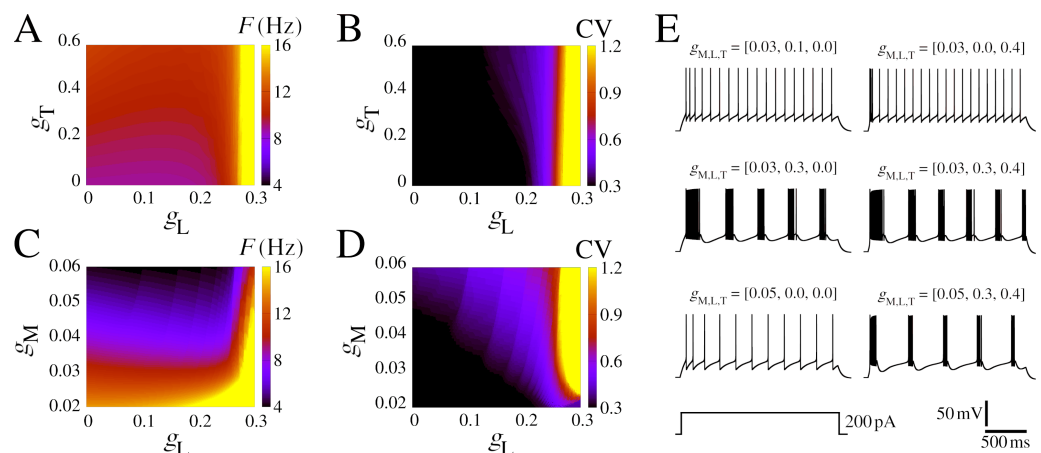 A
F (Hz)
0.6
0.4
0.2
0
g_T
0
0.1
0.2
0.3
g_L
16
12
8
4
B
CV
0.6
0.4
0.2
0
g_T
0
0.1
0.2
0.3
g_L
1.2
0.9
0.6
0.3
C
F (Hz)
0.06
0.05
0.04
0.03
0.02
g_M
0
0.1
0.2
0.3
g_L
16
12
8
4
D
CV
0.06
0.05
0.04
0.03
0.02
g_M
0
0.1
0.2
0.3
g_L
1.2
0.9
0.6
0.3
E
g_M,L,T = [0.03, 0.1, 0.0]
g_M,L,T = [0.03, 0.0, 0.4]
g_M,L,T = [0.03, 0.3, 0.0]
g_M,L,T = [0.03, 0.3, 0.4]
g_M,L,T = [0.05, 0.0, 0.0]
g_M,L,T = [0.05, 0.3, 0.4]
200 pA
50 mV
500 ms